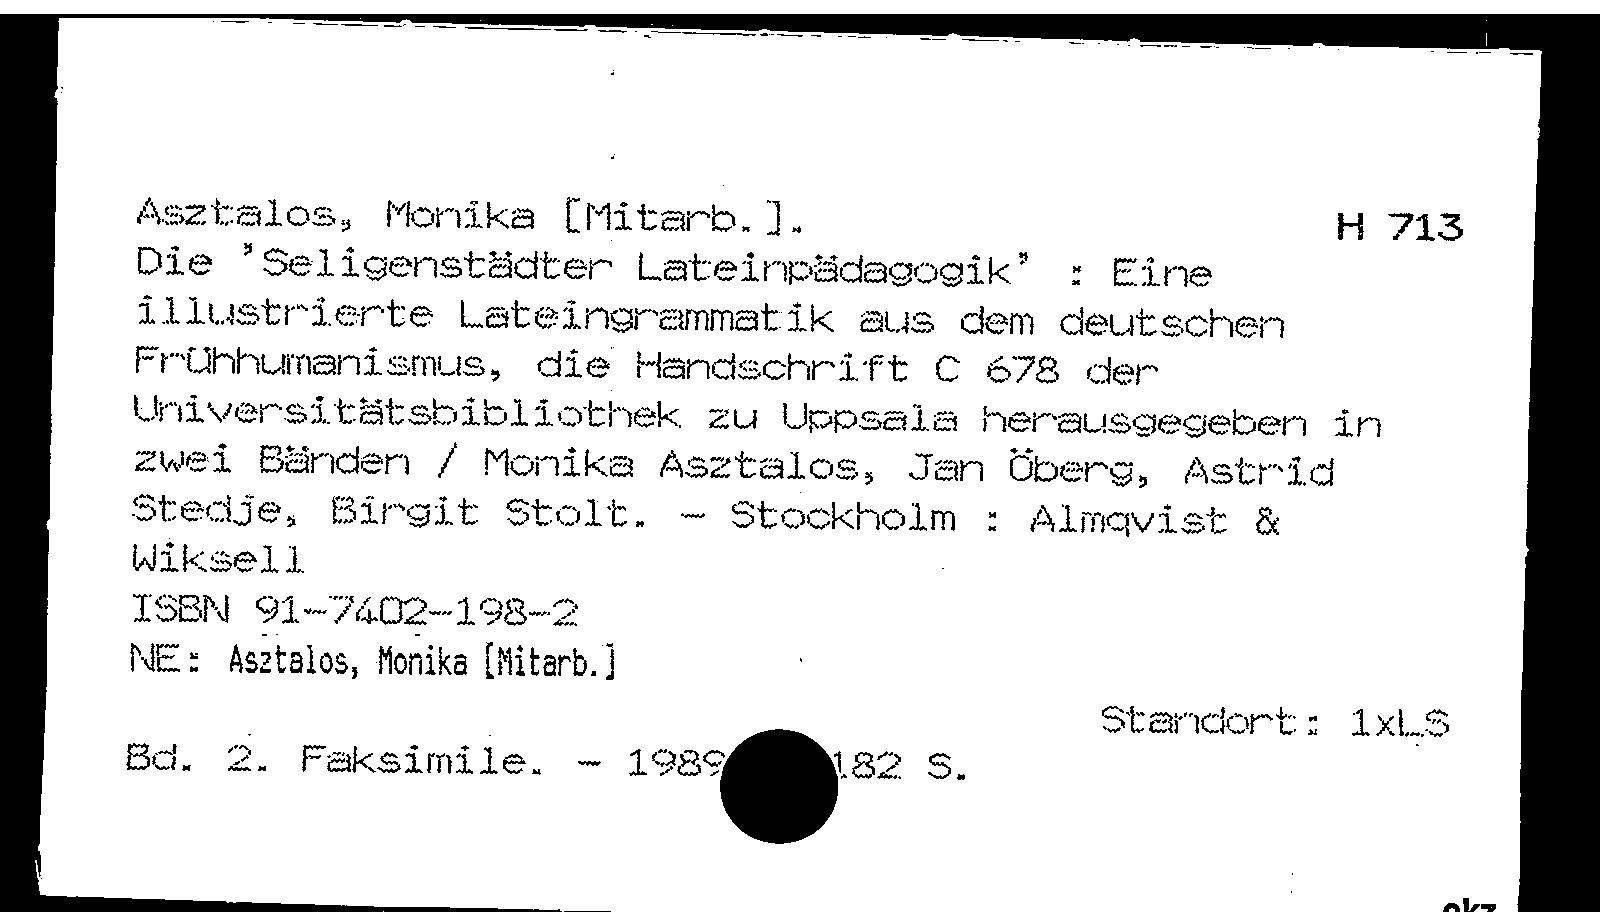 Asztalos, Monika [Mitarb.].
H 713
Die 'Seligenstädter Lateinpädagogik' : Eine
illustrierte Lateingrammatik aus dem deutschen
Frühhumanismus, die Handschrift C 678 der
Universitätsbibliothek zu Uppsala herausgegeben in
zwei Bänden / Monika Asztalos, Jan Öberg, Astrid
Stedje, Birgit Stolt. - Stockholm : Almqvist &
Wiksell
ISBN 91-7402-198-2
NE: Asztalos, Monika [Mitarb.]
Standort: 1xLS
Bd. 2. Faksimile. - 1989 182 S.